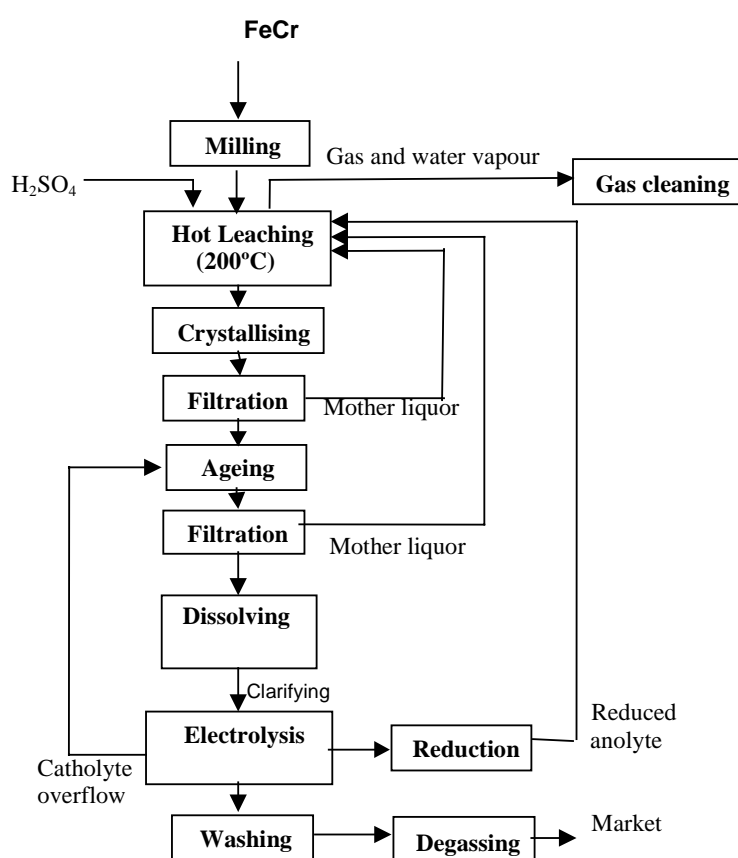 FeCr
Milling
Gas and water vapour
H₂SO₄
Gas cleaning
Hot Leaching
(200ºC)
Crystallising
Filtration
Mother liquor
Ageing
Filtration
Mother liquor
Dissolving
Clarifying
Electrolysis
Reduction
Reduced
anolyte
Catholyte
overflow
Washing
Degassing
Market